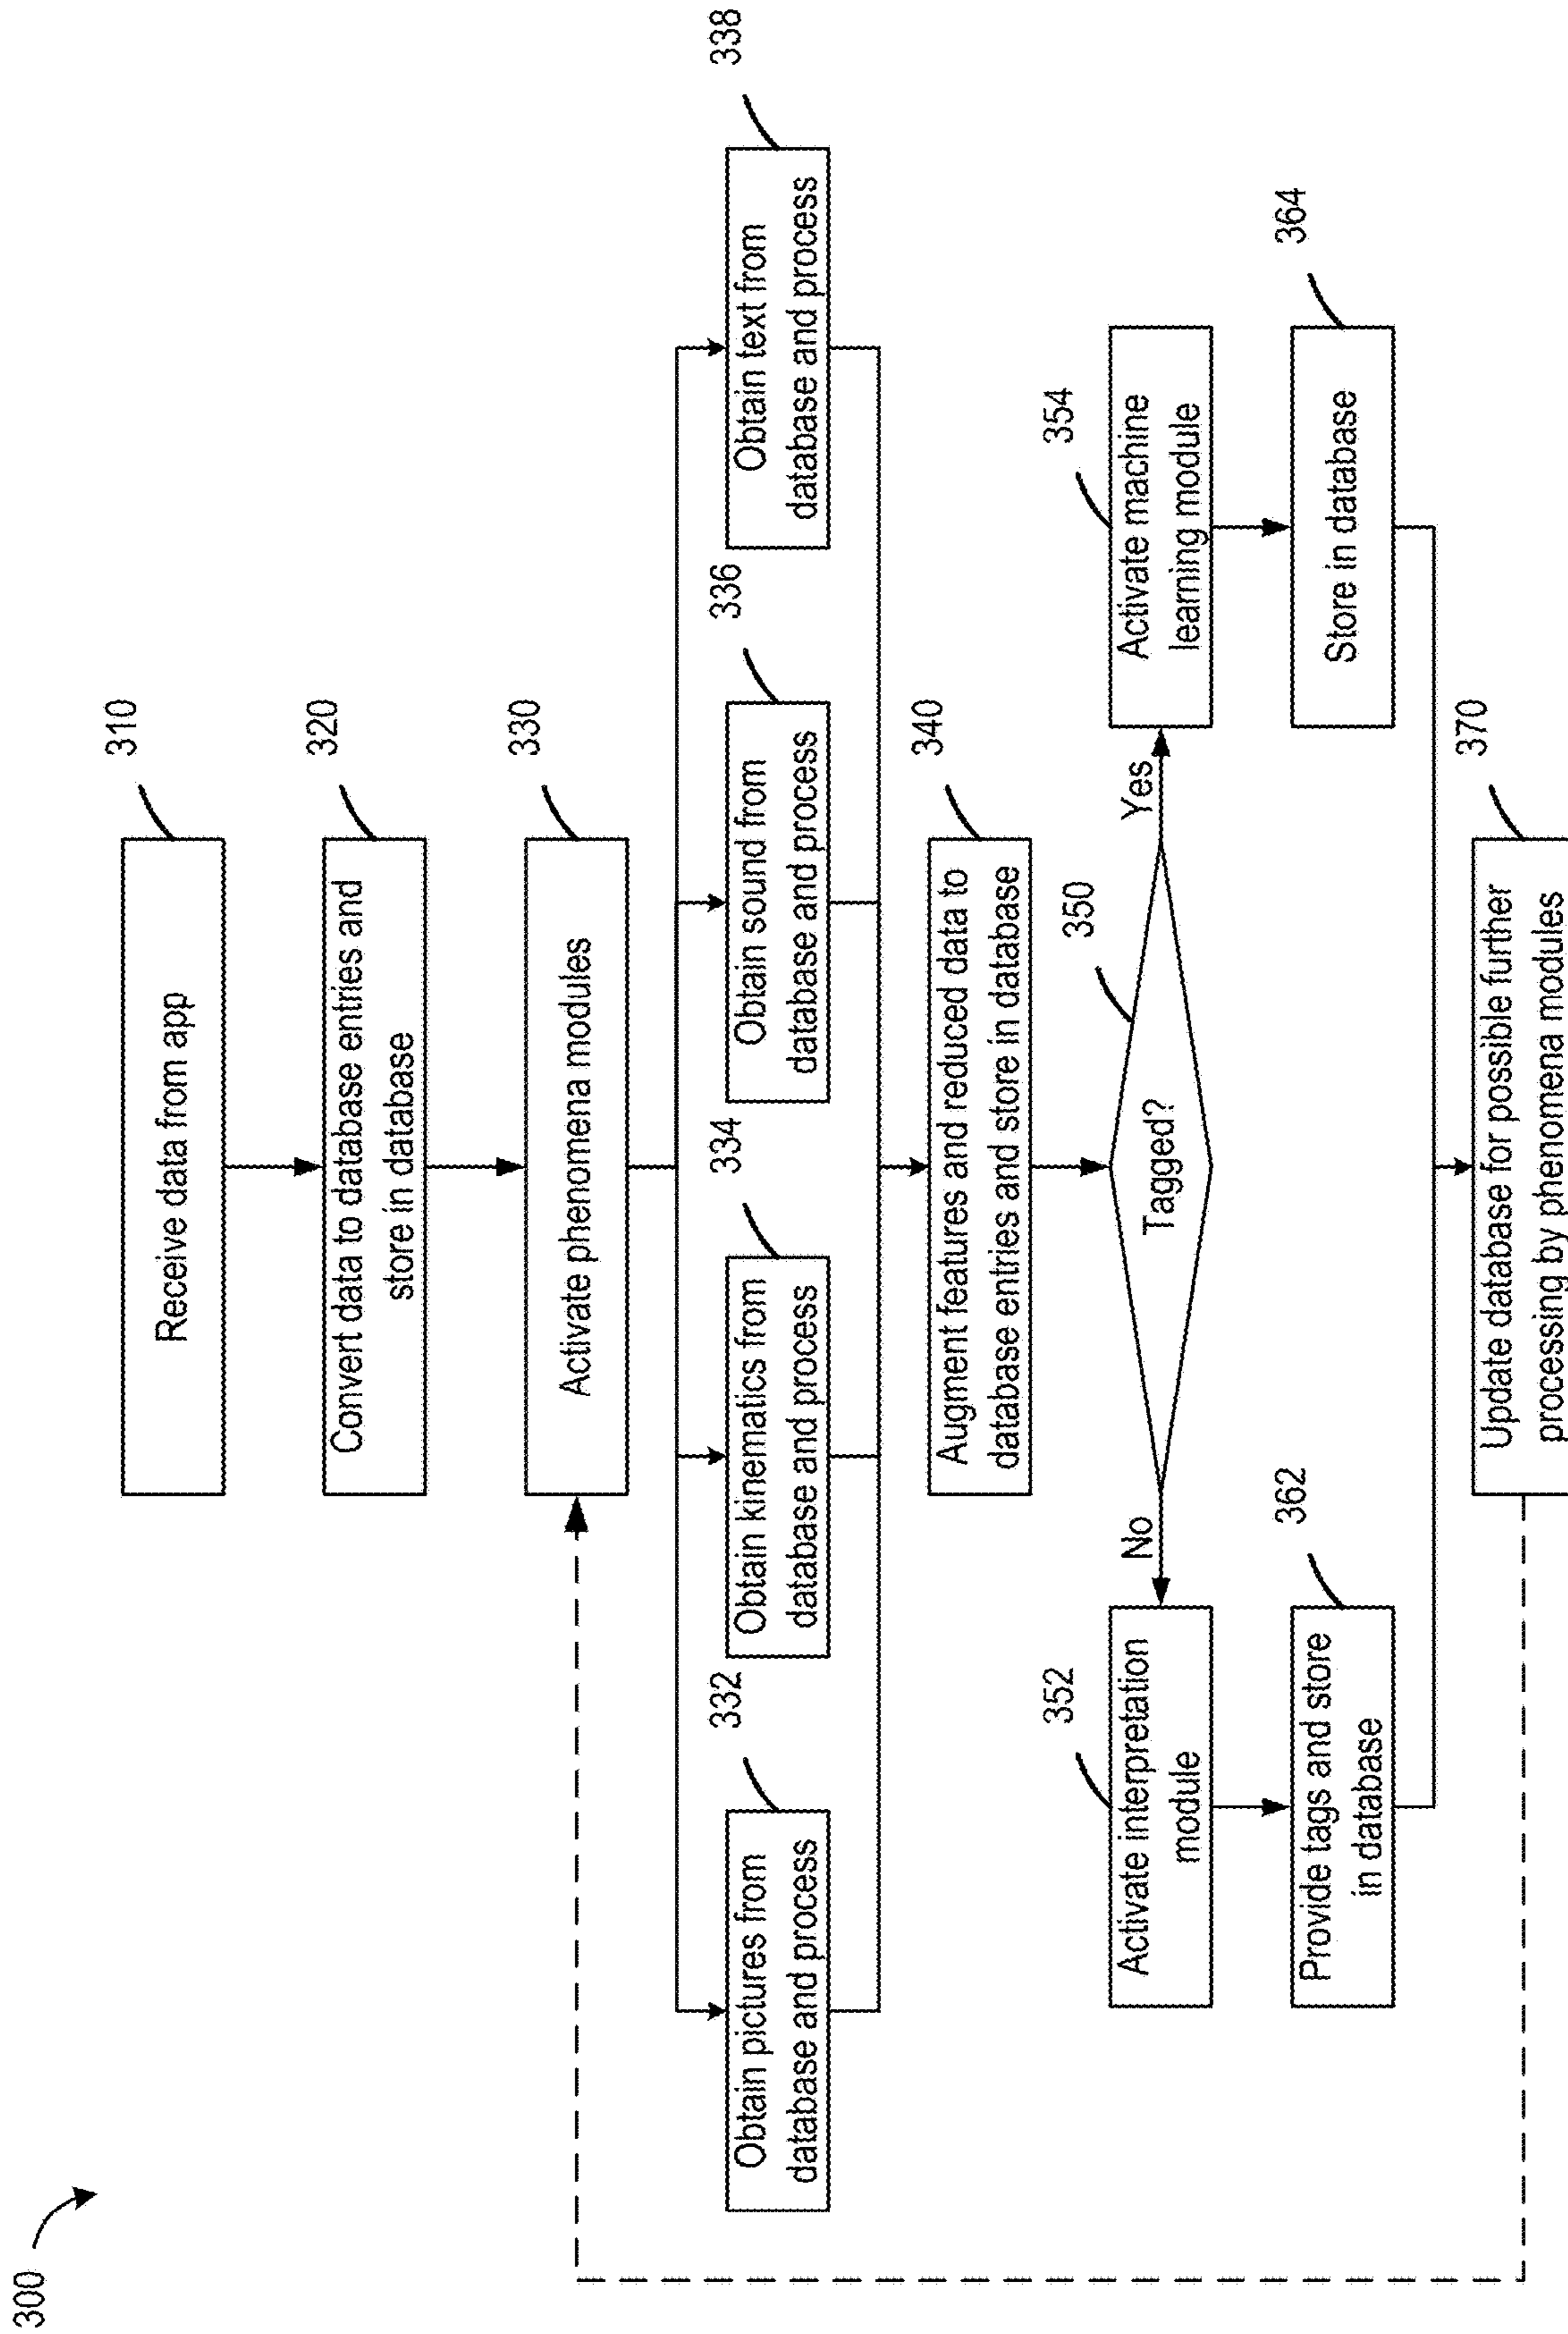 300
310
Receive data from app
320
Convert data to database entries and
store in database
330
Activate phenomena modules
332
Obtain pictures from
database and process
334
Obtain kinematics from
database and process
336
Obtain sound from
database and process
338
Obtain text from
database and process
340
Augment features and reduced data to
database entries and store in database
350
Tagged?
No
Yes
352
Activate interpretation
module
354
Activate machine
learning module
362
Provide tags and store
in database
364
Store in database
370
Update database for possible further
processing by phenomena modules